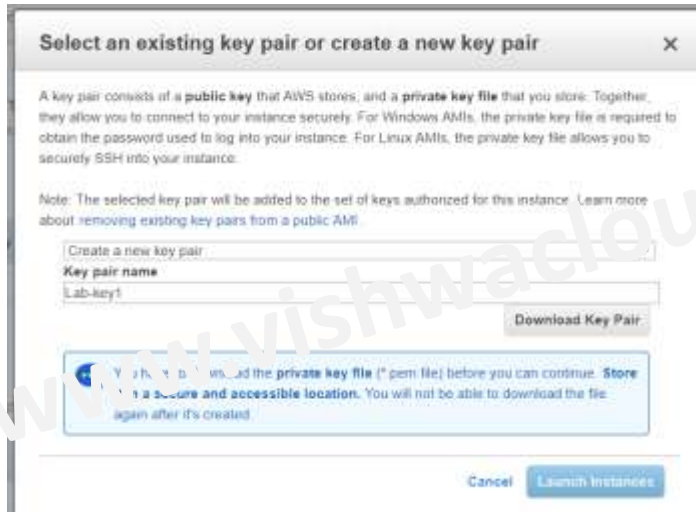 Select an existing key pair or create a new key pair ×
A key pair consists of a public key that AWS stores, and a private key file that you store. Together,
they allow you to connect to your instance securely. For Windows AMIs, the private key file is required to
obtain the password used to log into your instance. For Linux AMIs, the private key file allows you to
securely SSH into your instance.
Note: The selected key pair will be added to the set of keys authorized for this instance. Learn more
about removing existing key pairs from a public AMI
Create a new key pair
Key pair name
Lab-key1
Download Key Pair
the private key file (*.pem file) before you can continue. Store
a secure and accessible location. You will not be able to download the file
again after it's created.
Cancel Launch Instances
www.vishwaclou